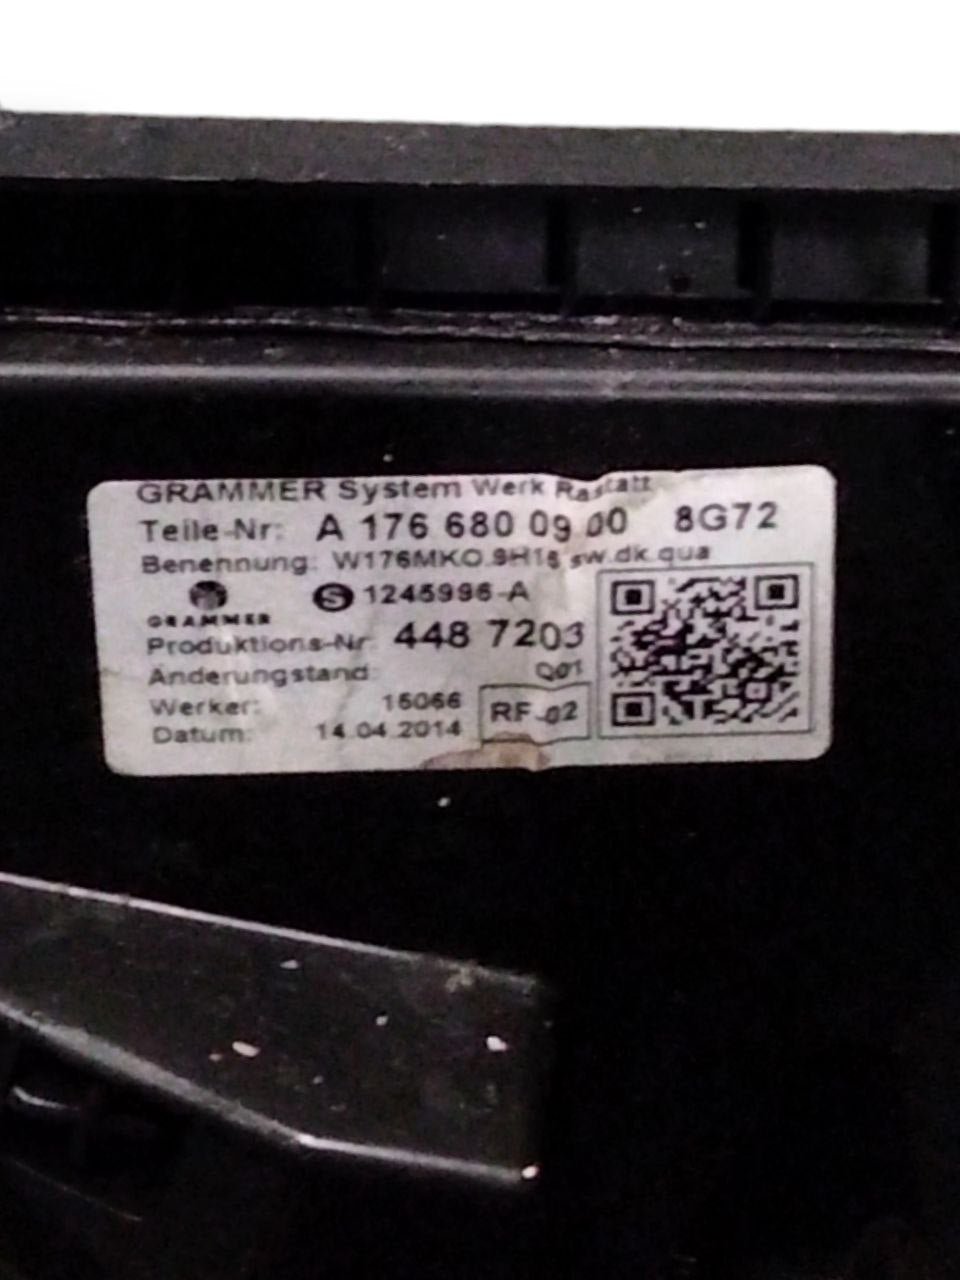 GRAMMER System Werk Rastatt
Teile-Nr: A 176 680 09 00 8G72
Benennung: W176MKO.9H16 sw.dk.qua
S 1245996-A
GRAMMER
Produktions-Nr 448 7203
Änderungstand: Q01
Werker: 15066
Datum: 14.04.2014
RF-02